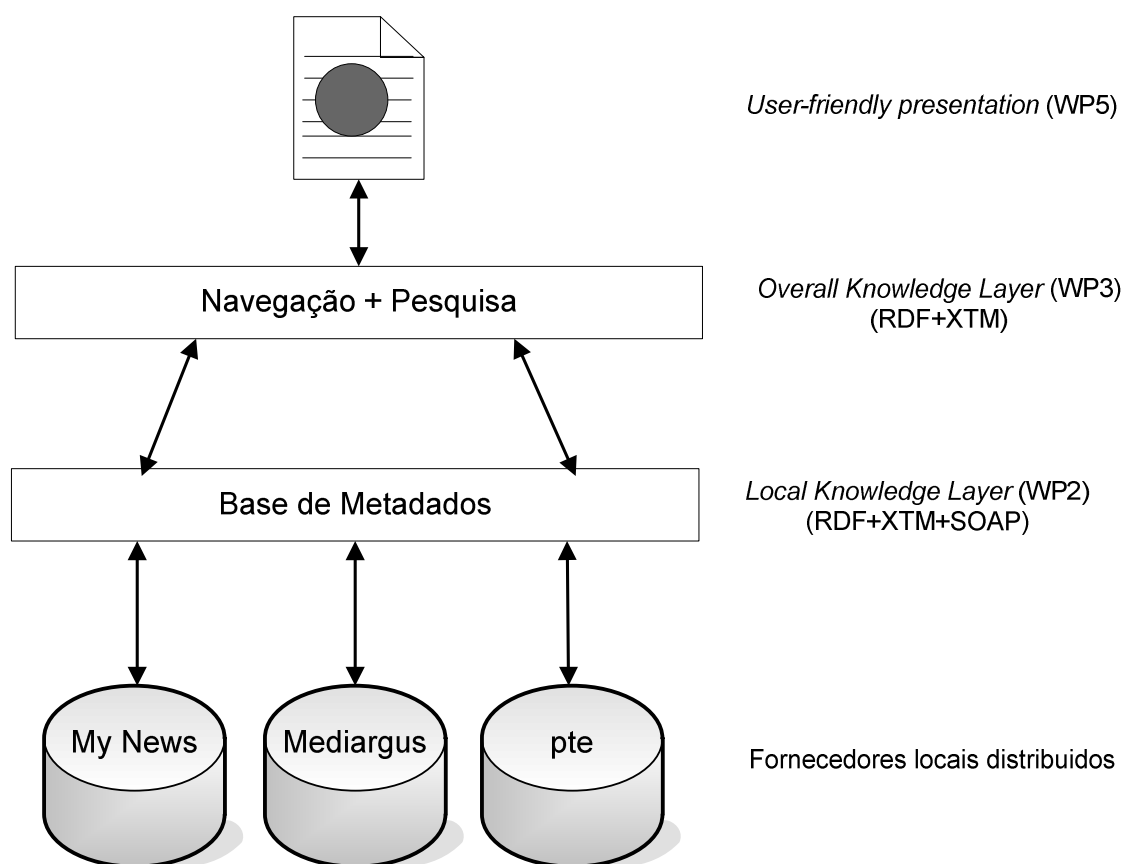 User-friendly presentation (WP5)
Navegação + Pesquisa
Overall Knowledge Layer (WP3)
(RDF+XTM)
Base de Metadados
Local Knowledge Layer (WP2)
(RDF+XTM+SOAP)
My News
Mediargus
pte
Fornecedores locais distribuidos